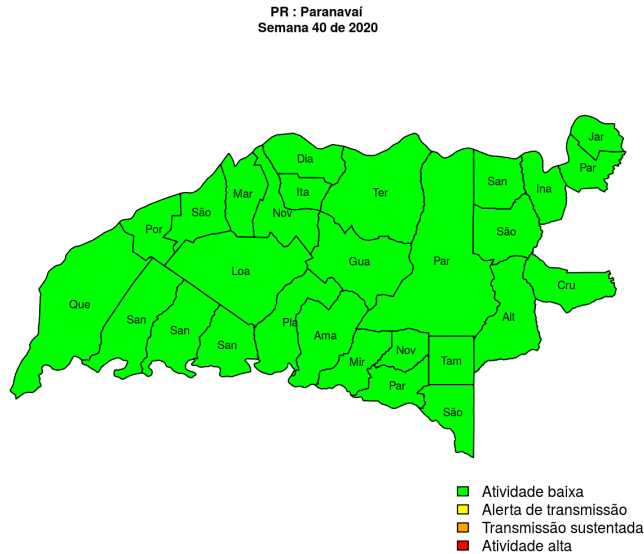 PR : Paranavaí
Semana 40 de 2020
Jar
Par
Dia
San
Ina
Ita
Ter
Mar
São
Nov
Por
São
Par
Gua
Loa
Cru
Que
Alt
San
Pla
San
Ama
San
Nov
Mir
Tam
Par
São
Atividade baixa
Alerta de transmissão
Transmissão sustentada
Atividade alta